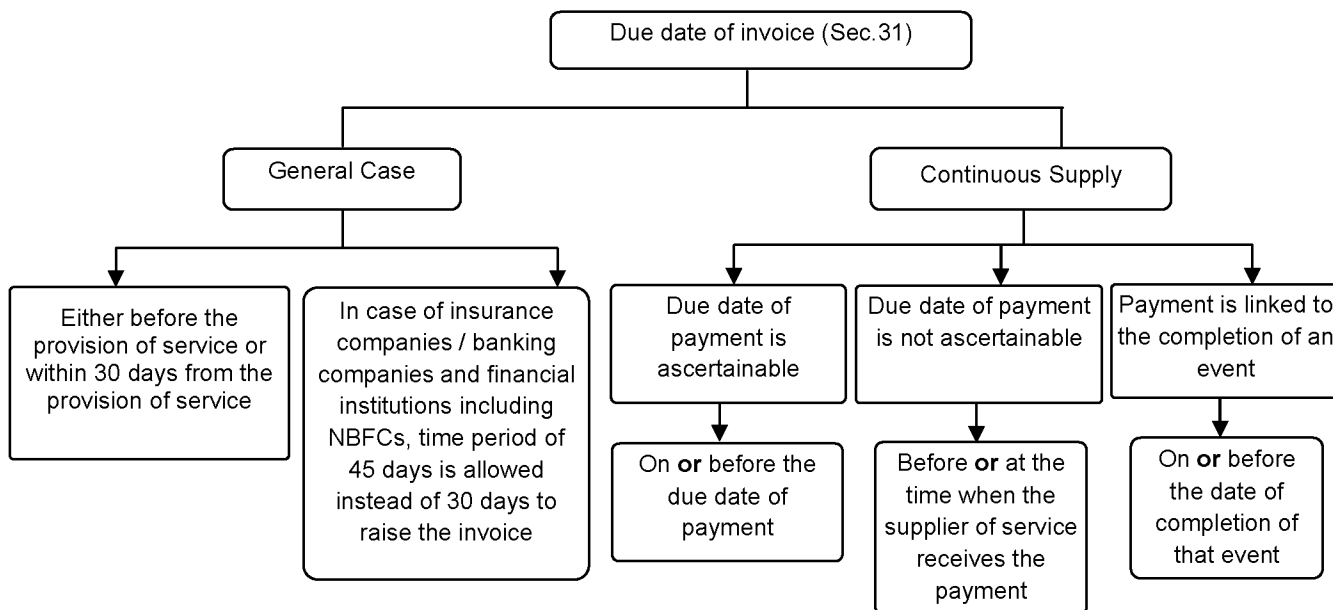 Due date of invoice (Sec.31)
General Case
Continuous Supply
Either before the
provision of service or
within 30 days from the
provision of service
In case of insurance
companies / banking
companies and financial
institutions including
NBFCs, time period of
45 days is allowed
instead of 30 days to
raise the invoice
Due date of
payment is
ascertainable
Due date of payment
is not ascertainable
Payment is linked to
the completion of an
event
On or before the
due date of
payment
Before or at the
time when the
supplier of service
receives the
payment
On or before
the date of
completion of
that event